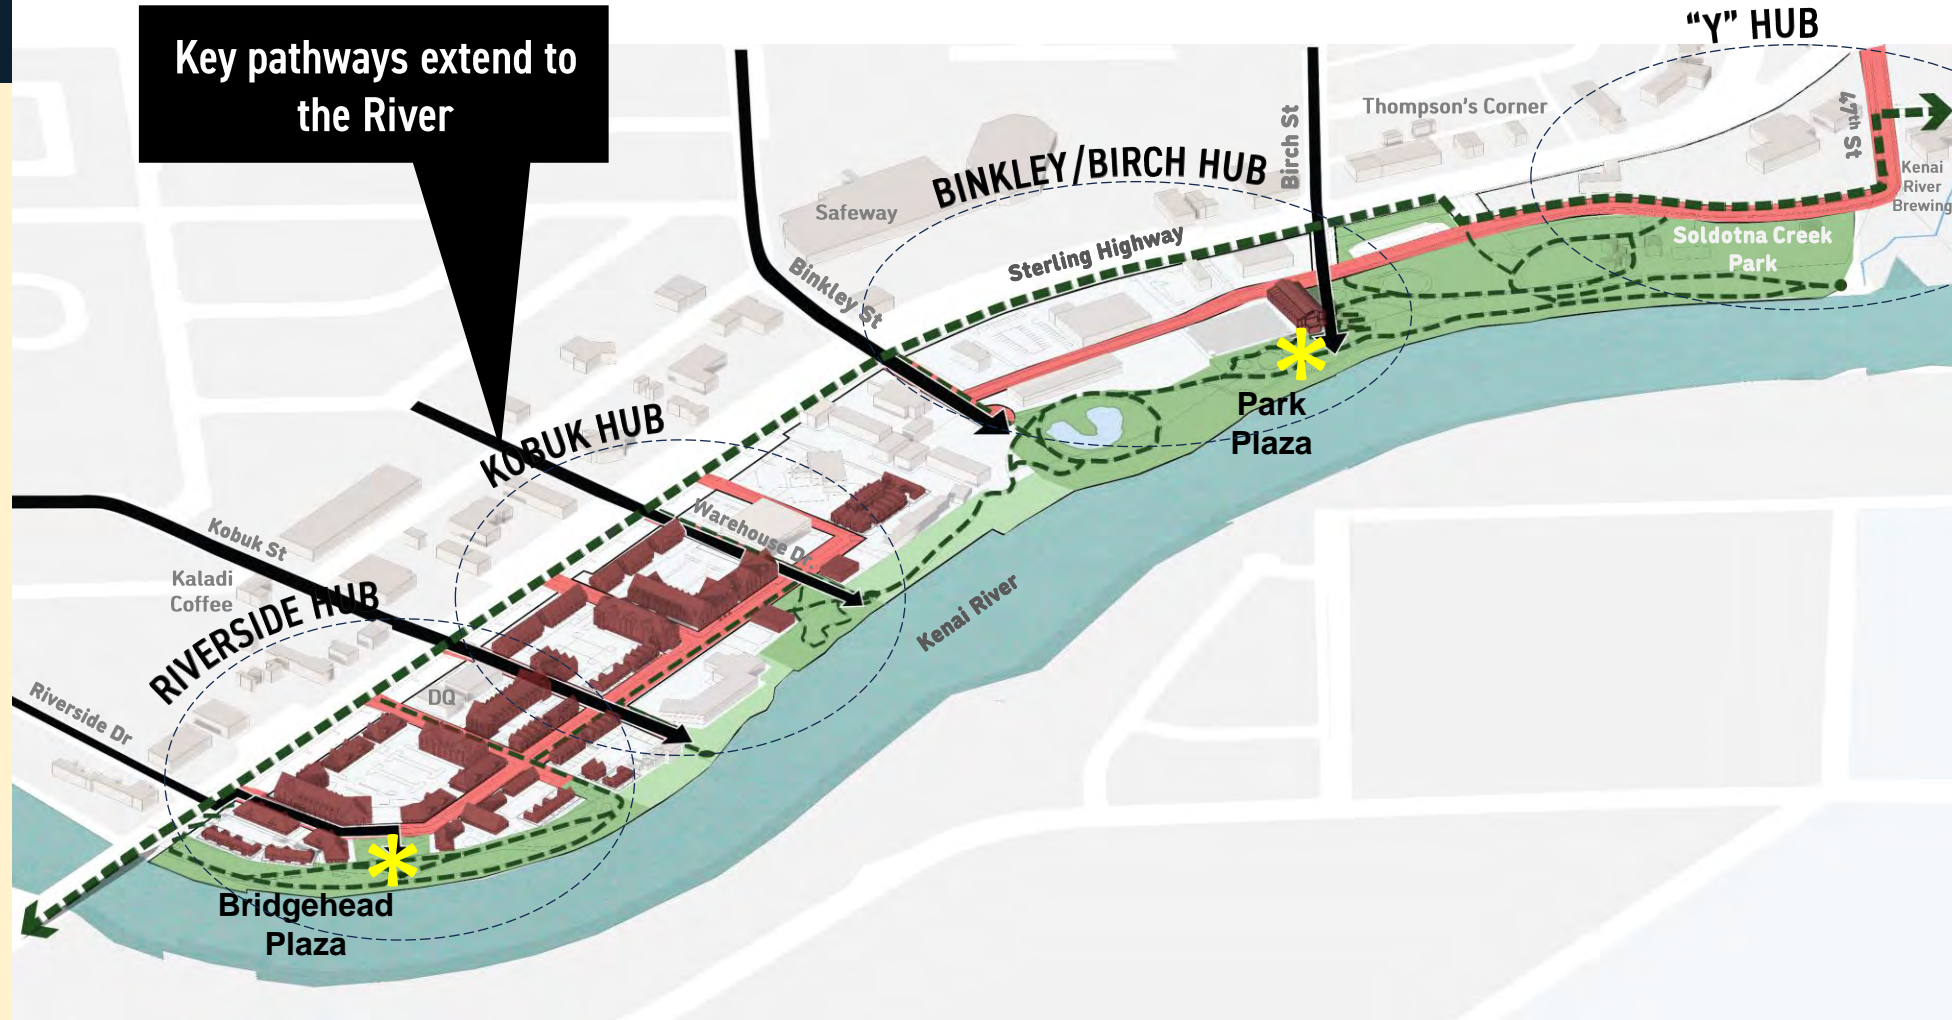 Key pathways extend to
the River
“Y” HUB
Thompson's Corner
Birch St
47th St
Kenai
River
Brewing
BINKLEY/BIRCH HUB
Safeway
Sterling Highway
Soldotna Creek
Park
Binkley St
Park
Plaza
KOBUK HUB
Warehouse Dr.
Kobuk St
Kaladi
Coffee
Kenai River
RIVERSIDE HUB
DQ
Riverside Dr
Bridgehead
Plaza